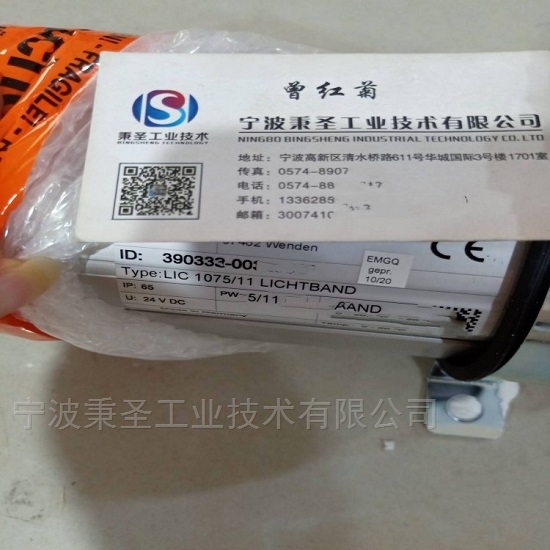 FRAGILE!
曾红菊
BS
秉圣工业技术
BINGSHENG TECHNOLOGY
宁波秉圣工业技术有限公司
NINGBO BINGSHENG INDUSTRIAL TECHNOLOGY CO.,LTD
地址：宁波高新区清水桥路611号华城国际3号楼1701室
传真：0574-8907
电话：0574-88
手机：1336285
邮箱：3007410
57482 Wenden
ID: 390333-00
EMGQ
gepr.
10/20
CE
Type: LIC 1075/11 LICHTBAND
IP: 65
U: 24 V DC
PW 5/11
BAND
宁波秉圣工业技术有限公司